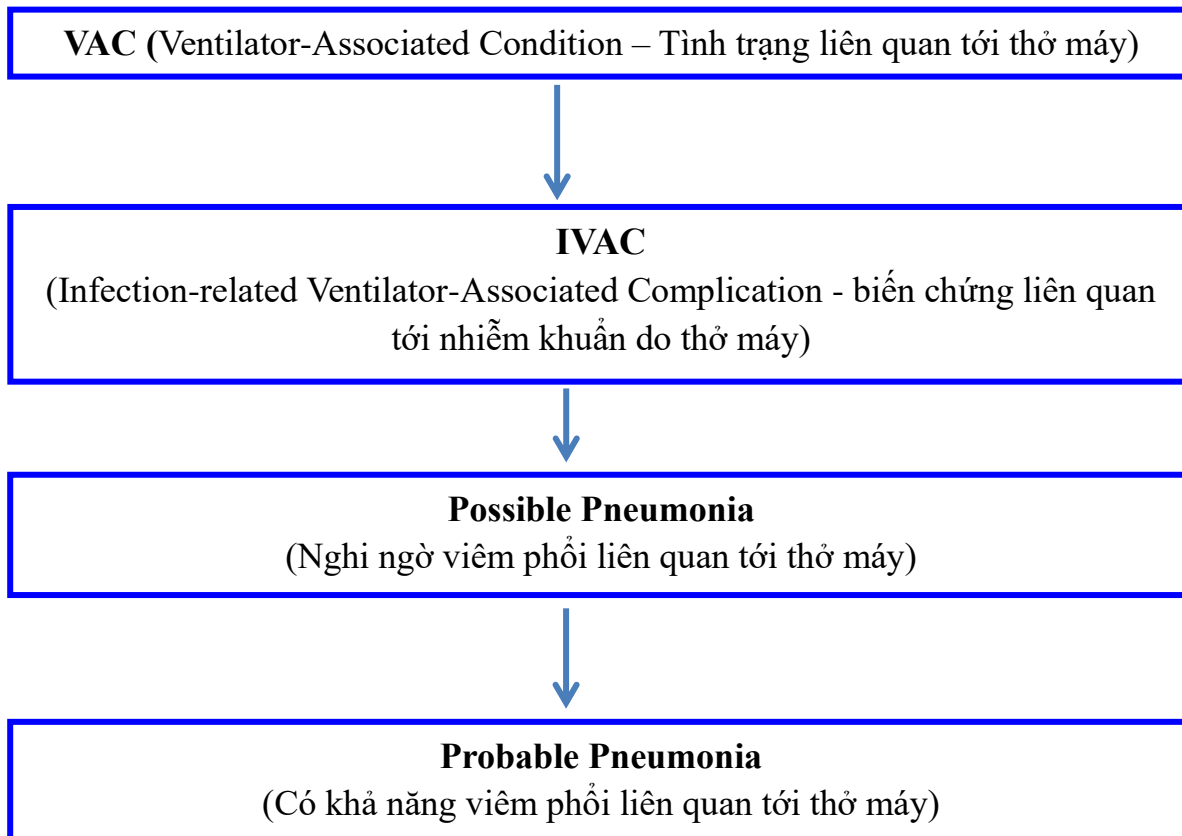 VAC (Ventilator-Associated Condition – Tình trạng liên quan tới thở máy)
IVAC
(Infection-related Ventilator-Associated Complication - biến chứng liên quan
tới nhiễm khuẩn do thở máy)
Possible Pneumonia
(Nghi ngờ viêm phổi liên quan tới thở máy)
Probable Pneumonia
(Có khả năng viêm phổi liên quan tới thở máy)